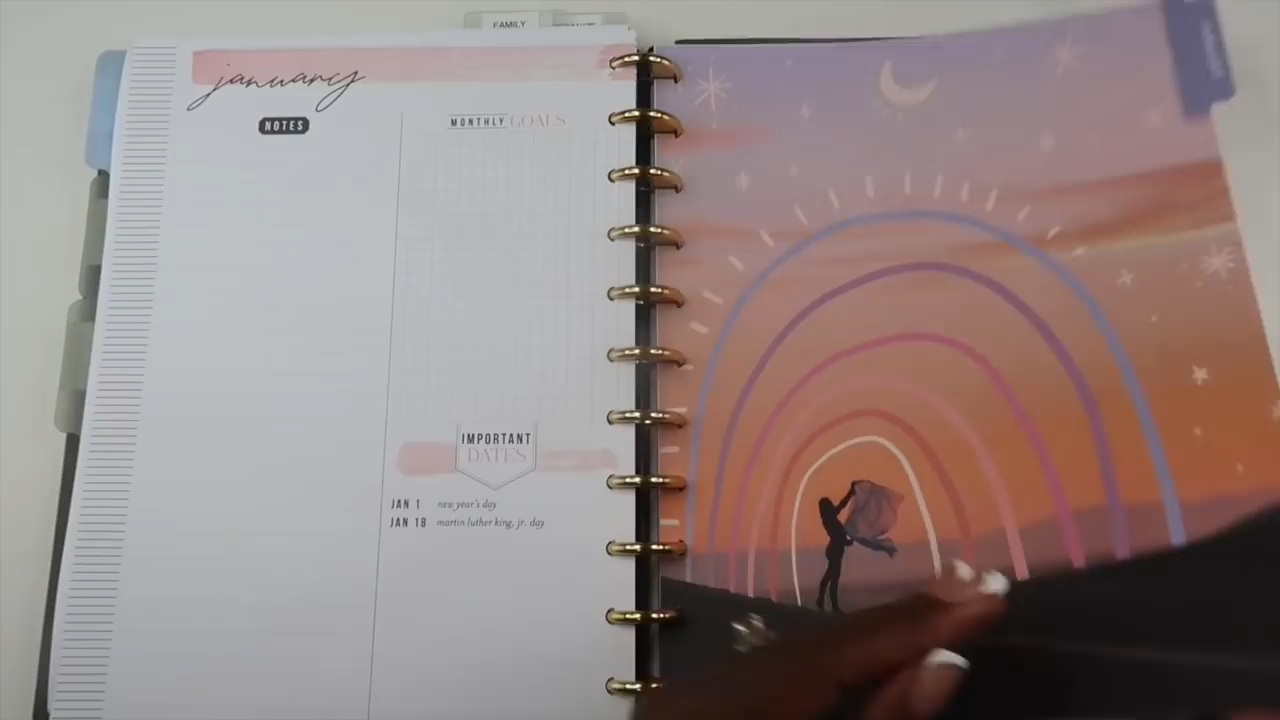 FAMILY
january
NOTES
MONTHLY GOALS
IMPORTANT
DATES
JAN 1 new year's day
JAN 18 martin luther king, jr. day